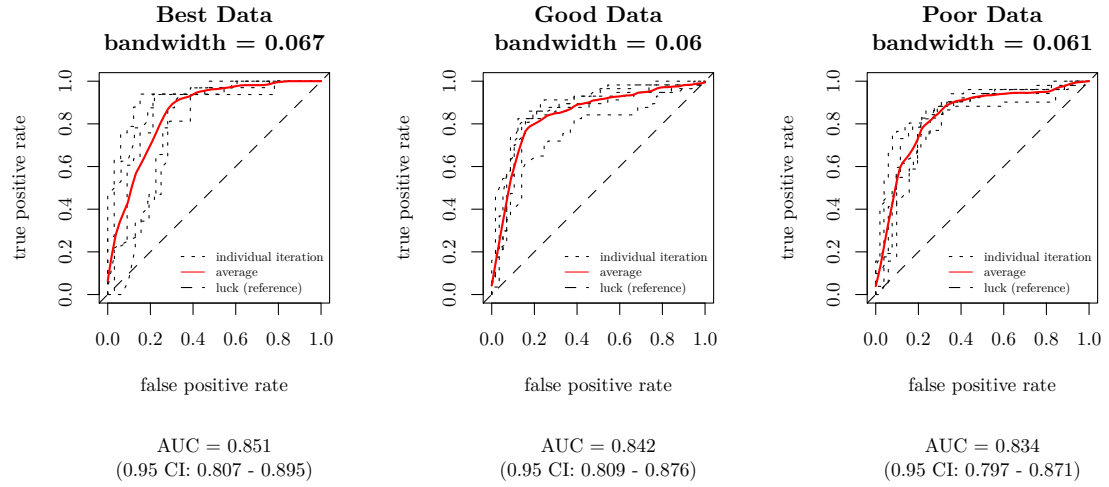 Best Data
bandwidth = 0.067
true positive rate
1.0
0.8
0.6
0.4
0.2
0.0
individual iteration
average
luck (reference)
0.0 0.2 0.4 0.6 0.8 1.0
false positive rate
AUC = 0.851
(0.95 CI: 0.807 - 0.895)
Good Data
bandwidth = 0.06
true positive rate
1.0
0.8
0.6
0.4
0.2
0.0
individual iteration
average
luck (reference)
0.0 0.2 0.4 0.6 0.8 1.0
false positive rate
AUC = 0.842
(0.95 CI: 0.809 - 0.876)
Poor Data
bandwidth = 0.061
true positive rate
1.0
0.8
0.6
0.4
0.2
0.0
individual iteration
average
luck (reference)
0.0 0.2 0.4 0.6 0.8 1.0
false positive rate
AUC = 0.834
(0.95 CI: 0.797 - 0.871)